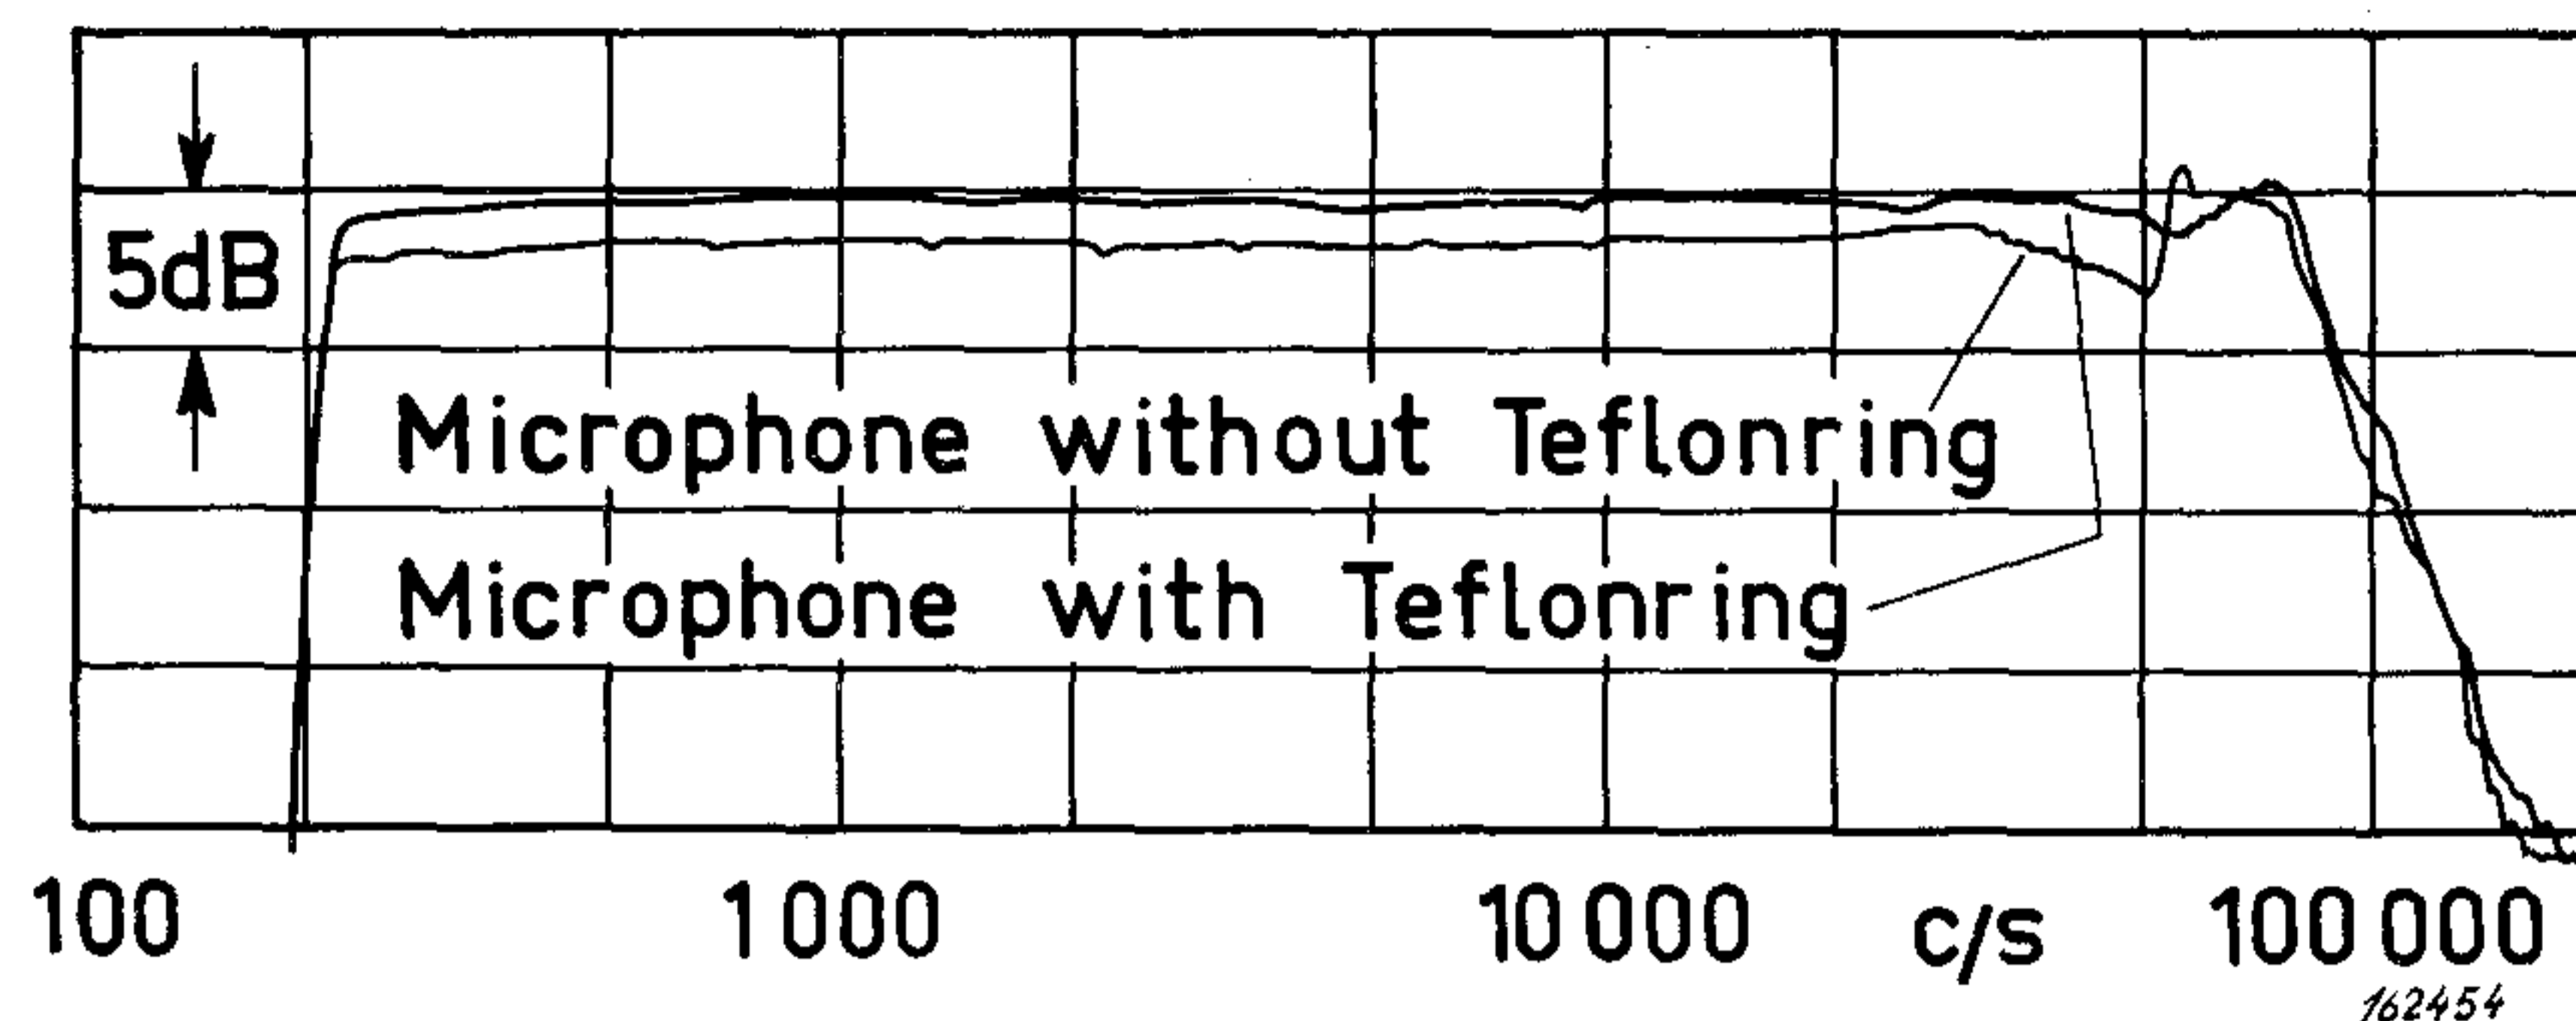 5dB
Microphone without Teflonring
Microphone with Teflonring
100 1000 10000 c/s 100000
162454